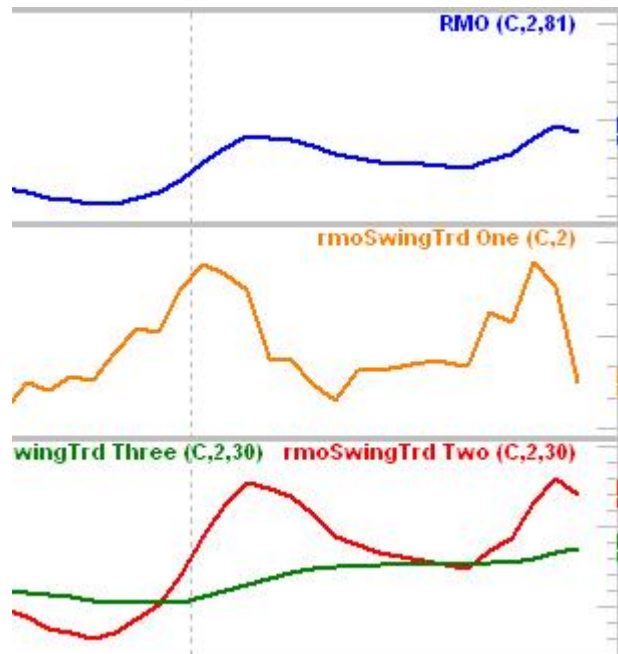 RMO (C,2,81)
rmoSwingTrd One (C,2)
wingTrd Three (C,2,30) rmoSwingTrd Two (C,2,30)